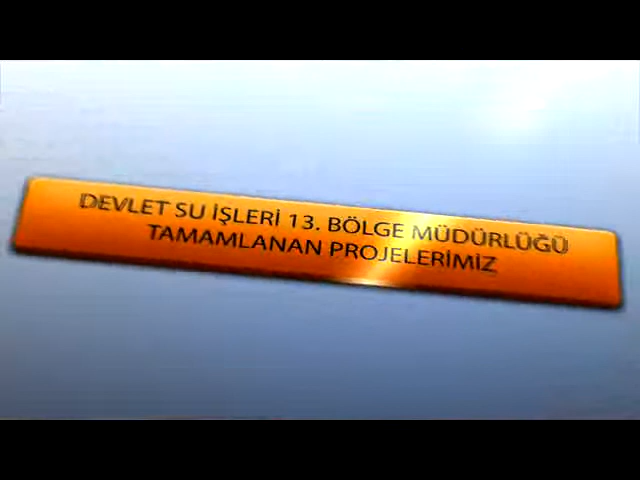 DEVLET SU İŞLERİ 13. BÖLGE MÜDÜRLÜĞÜ
TAMAMLANAN PROJELERİMİZ